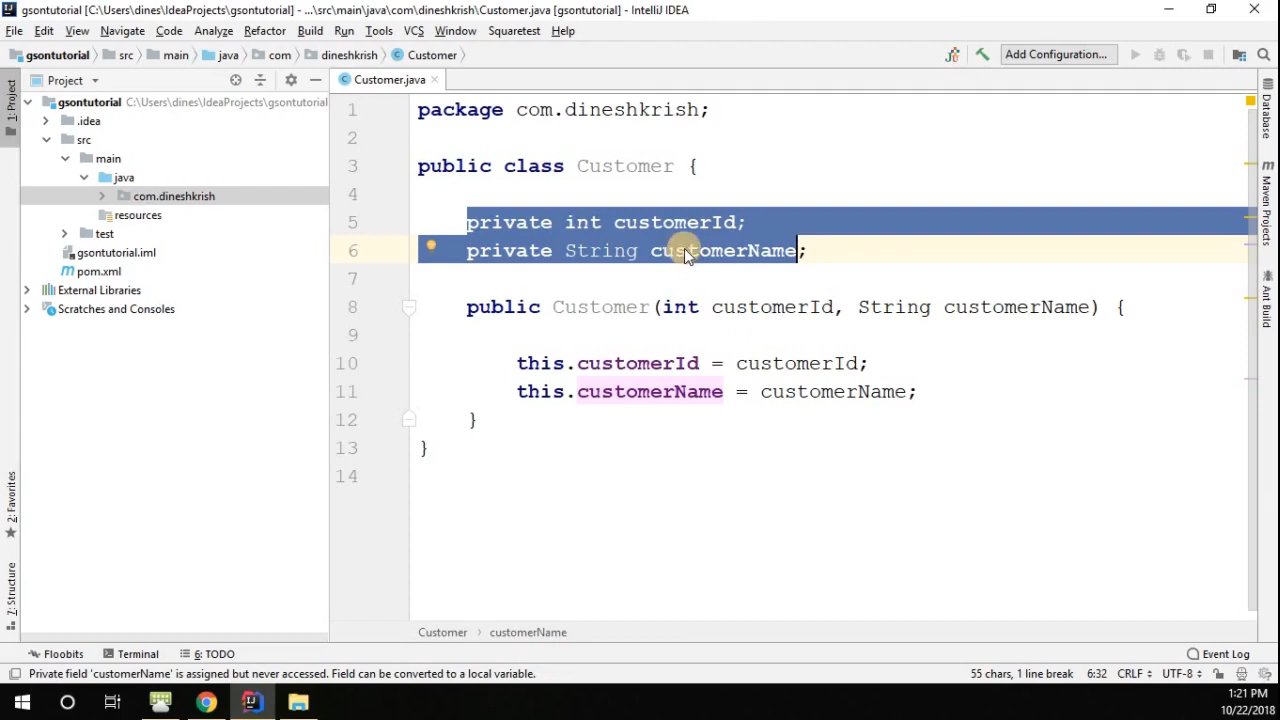 gsontutorial [C:\Users\dines\IdeaProjects\gsontutorial] - ...\src\main\java\com\dineshkrish\Customer.java [gsontutorial] - IntelliJ IDEA
File Edit View Navigate Code Analyze Refactor Build Run Tools VCS Window Squaretest Help
gsontutorial src main java com dineshkrish Customer Add Configuration...
1: Project
Project
Customer.java
gsontutorial C:\Users\dines\IdeaProjects\gsontutorial
.idea
src
main
java
com.dineshkrish
resources
test
gsontutorial.iml
pom.xml
External Libraries
Scratches and Consoles
2: Favorites
7: Structure
1 package com.dineshkrish;
2
3 public class Customer {
4
5 private int customerId;
6 private String customerName;
7
8 public Customer(int customerId, String customerName) {
9
10 this.customerId = customerId;
11 this.customerName = customerName;
12 }
13 }
14
Database
Maven Projects
Ant Build
Customer customerName
Floobits Terminal 6: TODO Event Log
Private field 'customerName' is assigned but never accessed. Field can be converted to a local variable. 55 chars, 1 line break 6:32 CRLF UTF-8
1:21 PM
10/22/2018